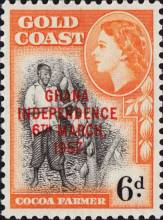 GOLD
COAST
GHANA
INDEPENDENCE
6TH MARCH,
1957.
6d.
COCOA FARMER